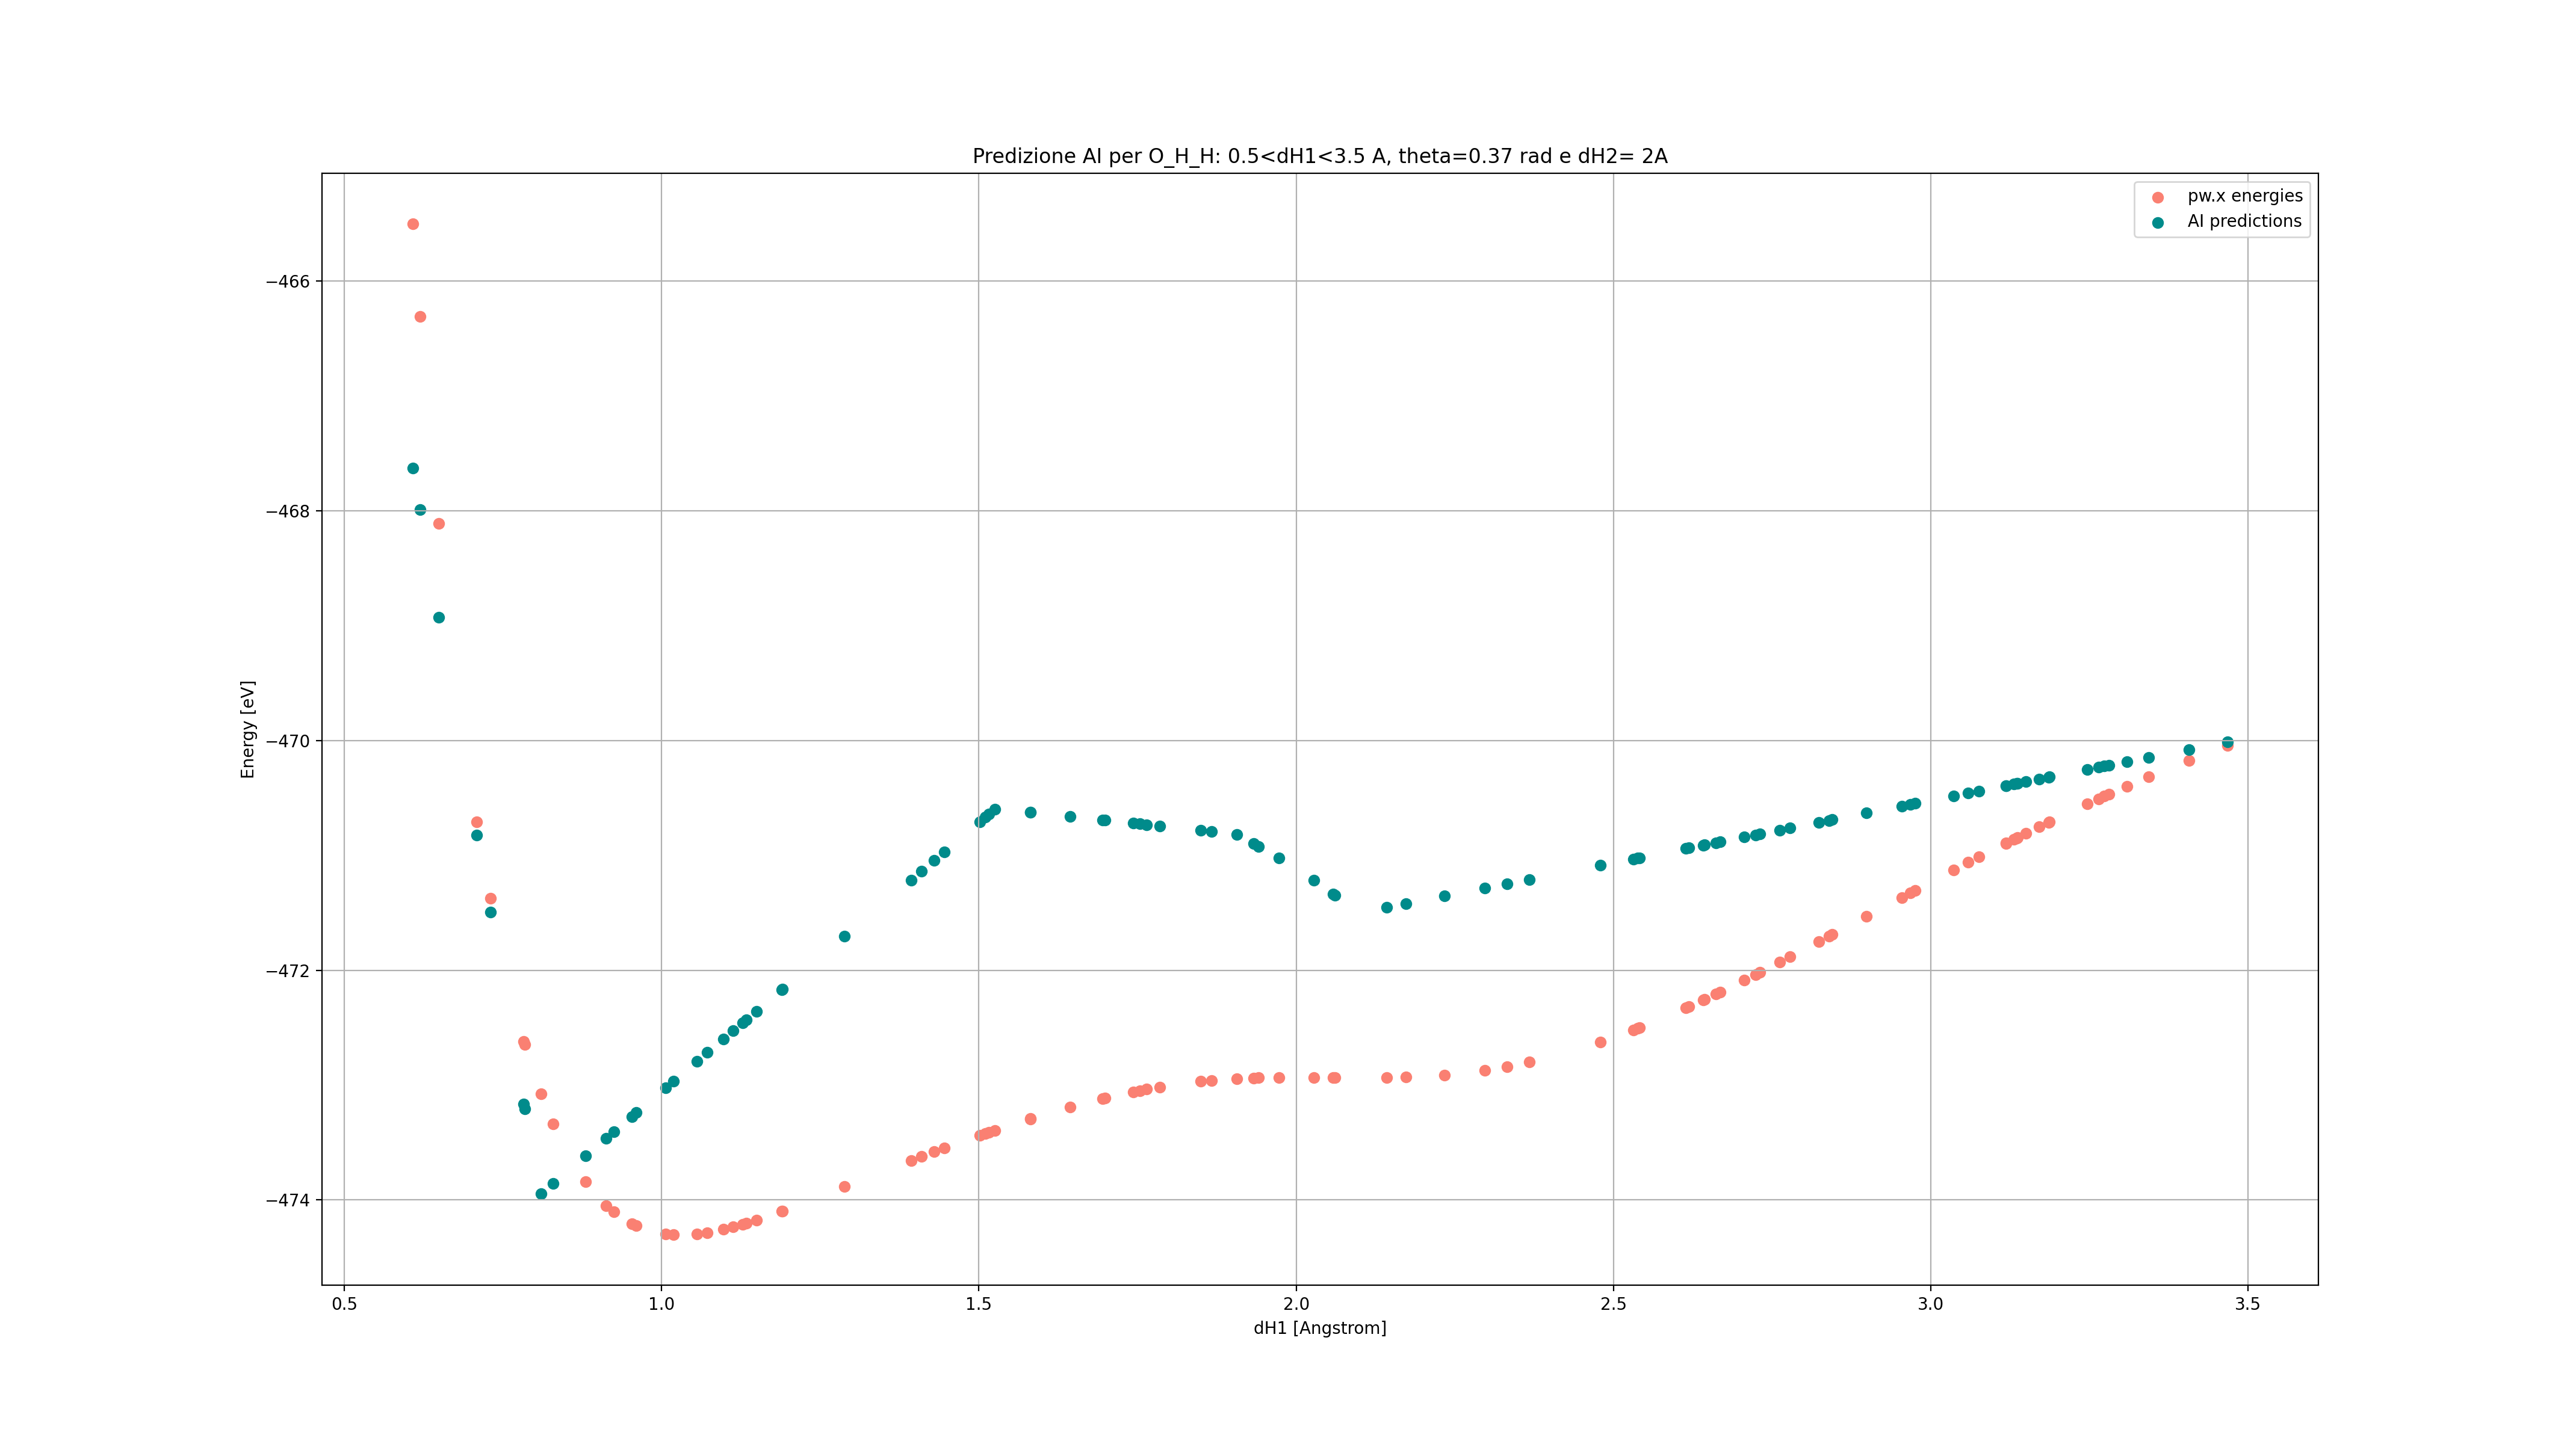 Predizione AI per O_H_H: 0.5<dH1<3.5 A, theta=0.37 rad e dH2= 2A
pw.x energies
AI predictions
−466
−468
−470
−472
−474
Energy [eV]
0.5 1.0 1.5 2.0 2.5 3.0 3.5
dH1 [Angstrom]